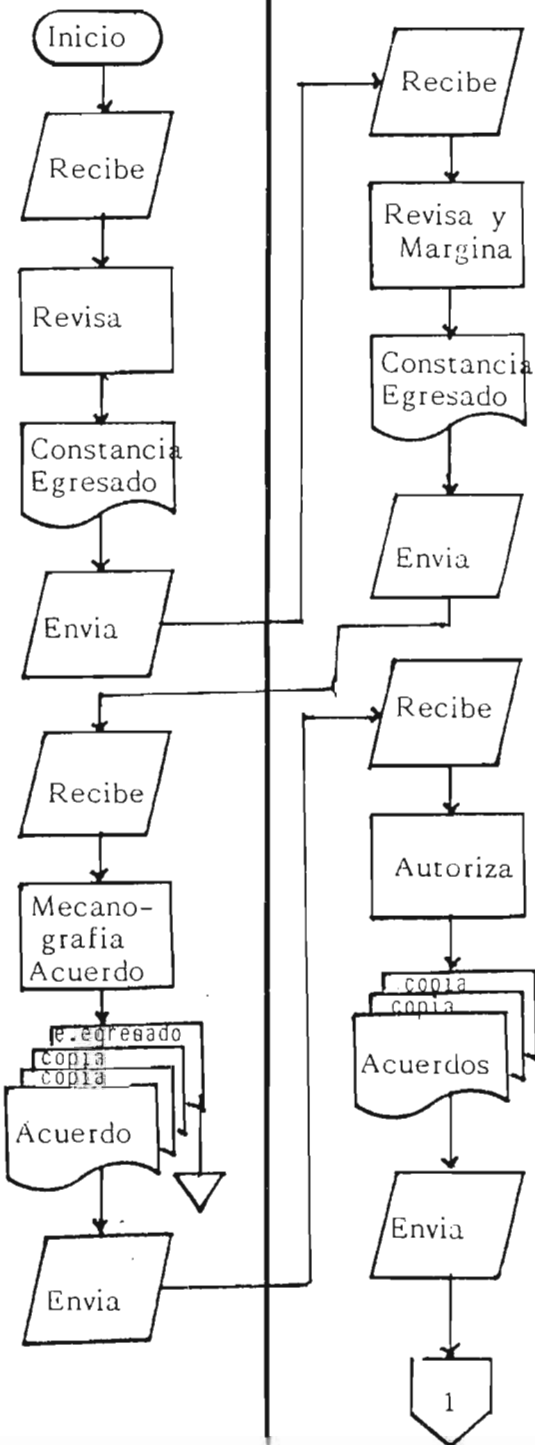 Inicio
Recibe
Revisa
Constancia
Egresado
Envia
Recibe
Revisa y
Margina
Constancia
Egresado
Envia
Recibe
Mecano-
grafia
Acuerdo
e.egresado
copia
copia
Acuerdo
Envia
Recibe
Autoriza
copia
copia
Acuerdos
Envia
1